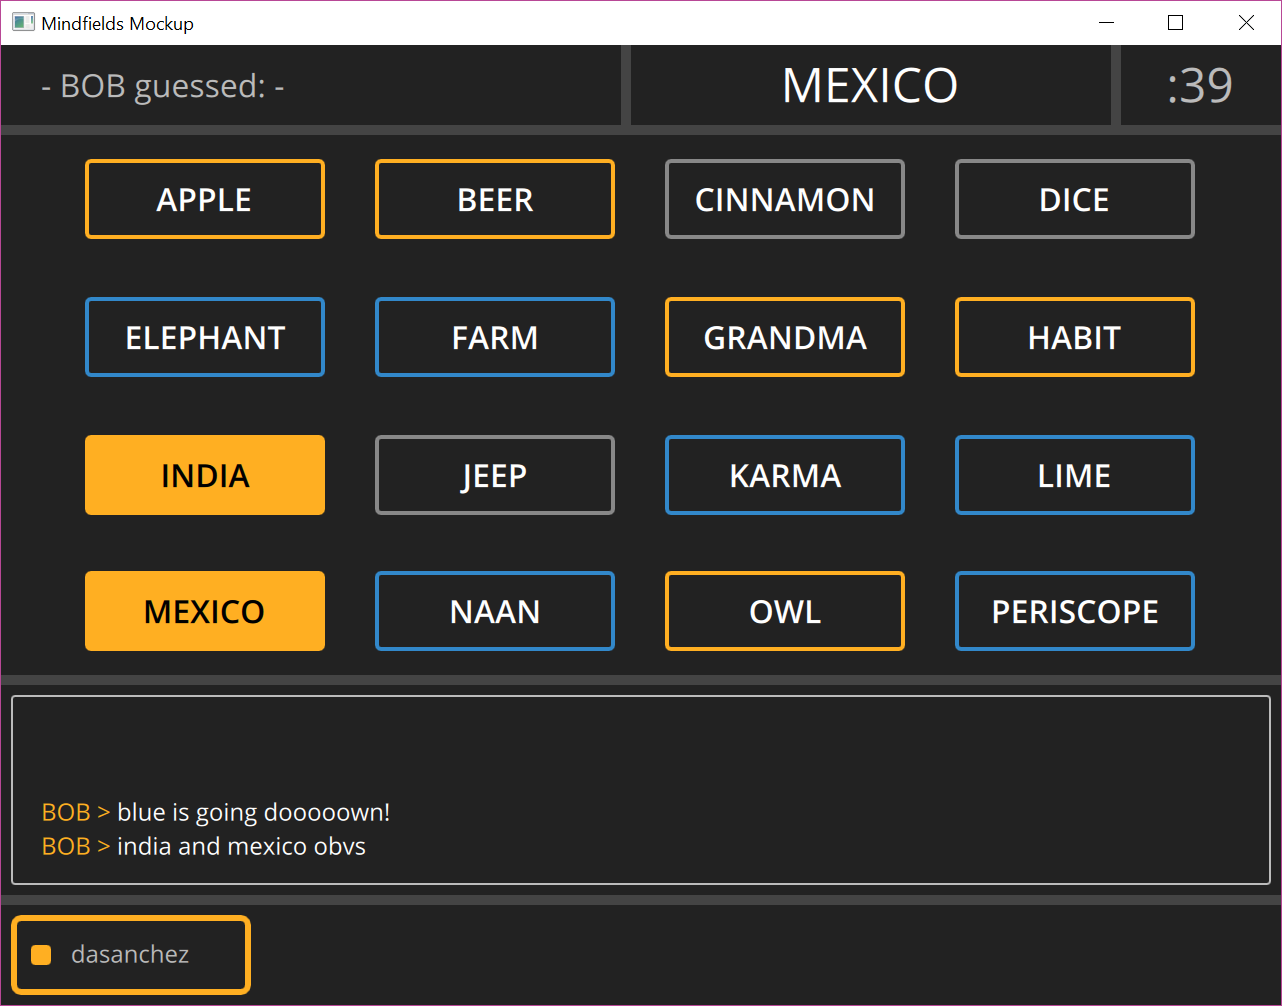 Mindfields Mockup
- BOB guessed: -
MEXICO
:39
APPLE
BEER
CINNAMON
DICE
ELEPHANT
FARM
GRANDMA
HABIT
INDIA
JEEP
KARMA
LIME
MEXICO
NAAN
OWL
PERISCOPE
BOB > blue is going dooooown!
BOB > india and mexico obvs
dasanchez